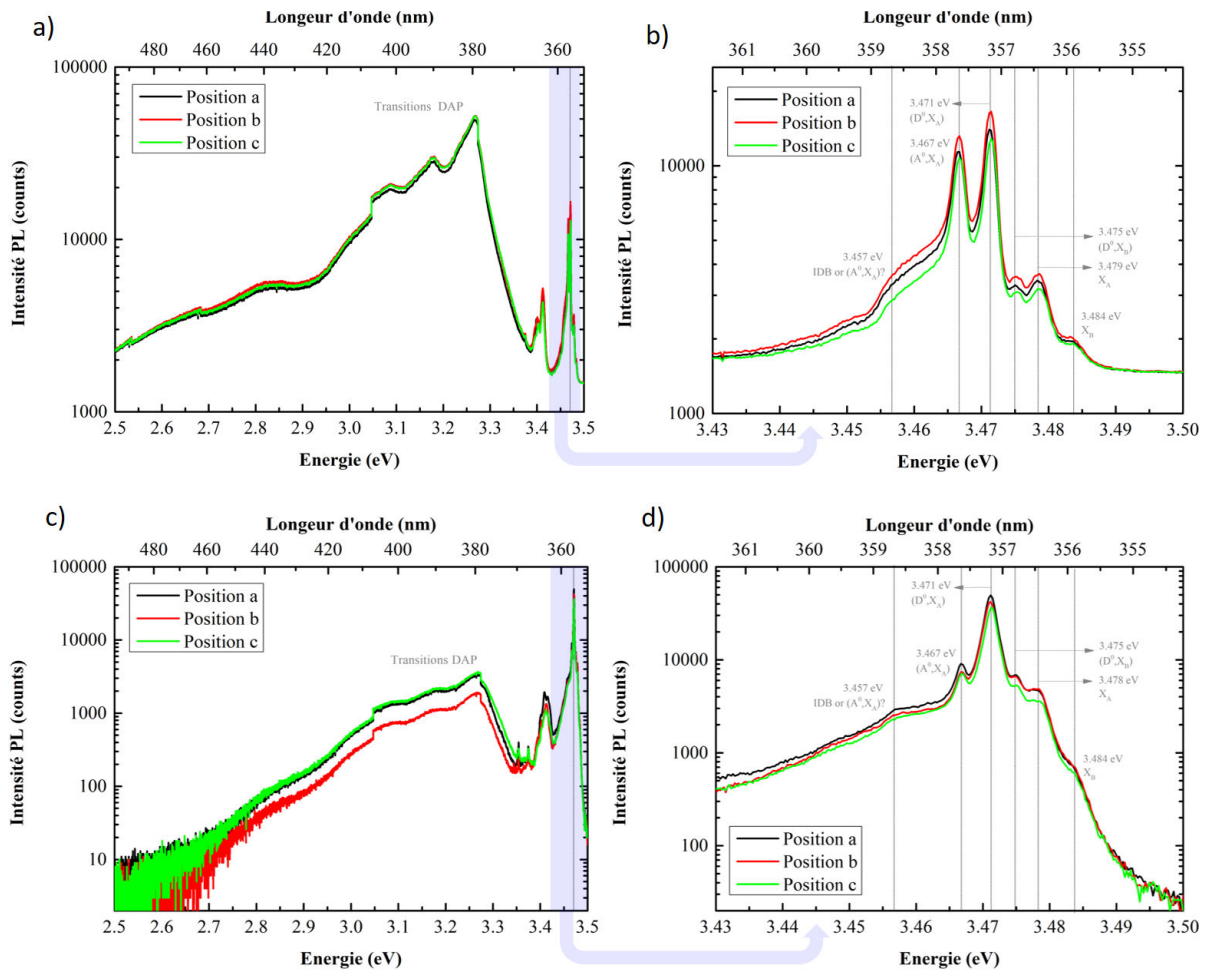 a)
Longeur d'onde (nm)
480 460 440 420 400 380 360
100000
10000
1000
Intensité PL (counts)
Position a
Position b
Position c
Transitions DAP
2.5 2.6 2.7 2.8 2.9 3.0 3.1 3.2 3.3 3.4 3.5
Energie (eV)
b)
Longeur d'onde (nm)
361 360 359 358 357 356 355
10000
1000
Intensité PL (counts)
Position a
Position b
Position c
3.471 eV
(D⁰,X_A)
3.467 eV
(A⁰,X_A)
3.457 eV
IDB or (A⁰,X_A)?
3.475 eV
(D⁰,X_B)
3.479 eV
X_A
3.484 eV
X_B
3.43 3.44 3.45 3.46 3.47 3.48 3.49 3.50
Energie (eV)
c)
Longeur d'onde (nm)
480 460 440 420 400 380 360
100000
10000
1000
100
10
Intensité PL (counts)
Position a
Position b
Position c
Transitions DAP
2.5 2.6 2.7 2.8 2.9 3.0 3.1 3.2 3.3 3.4 3.5
Energie (eV)
d)
Longeur d'onde (nm)
361 360 359 358 357 356 355
100000
10000
1000
100
Intensité PL (counts)
3.471 eV
(D⁰,X_A)
3.467 eV
(A⁰,X_A)
3.457 eV
IDB or (A⁰,X_A)?
3.475 eV
(D⁰,X_B)
3.478 eV
X_A
3.484 eV
X_B
Position a
Position b
Position c
3.43 3.44 3.45 3.46 3.47 3.48 3.49 3.50
Energie (eV)